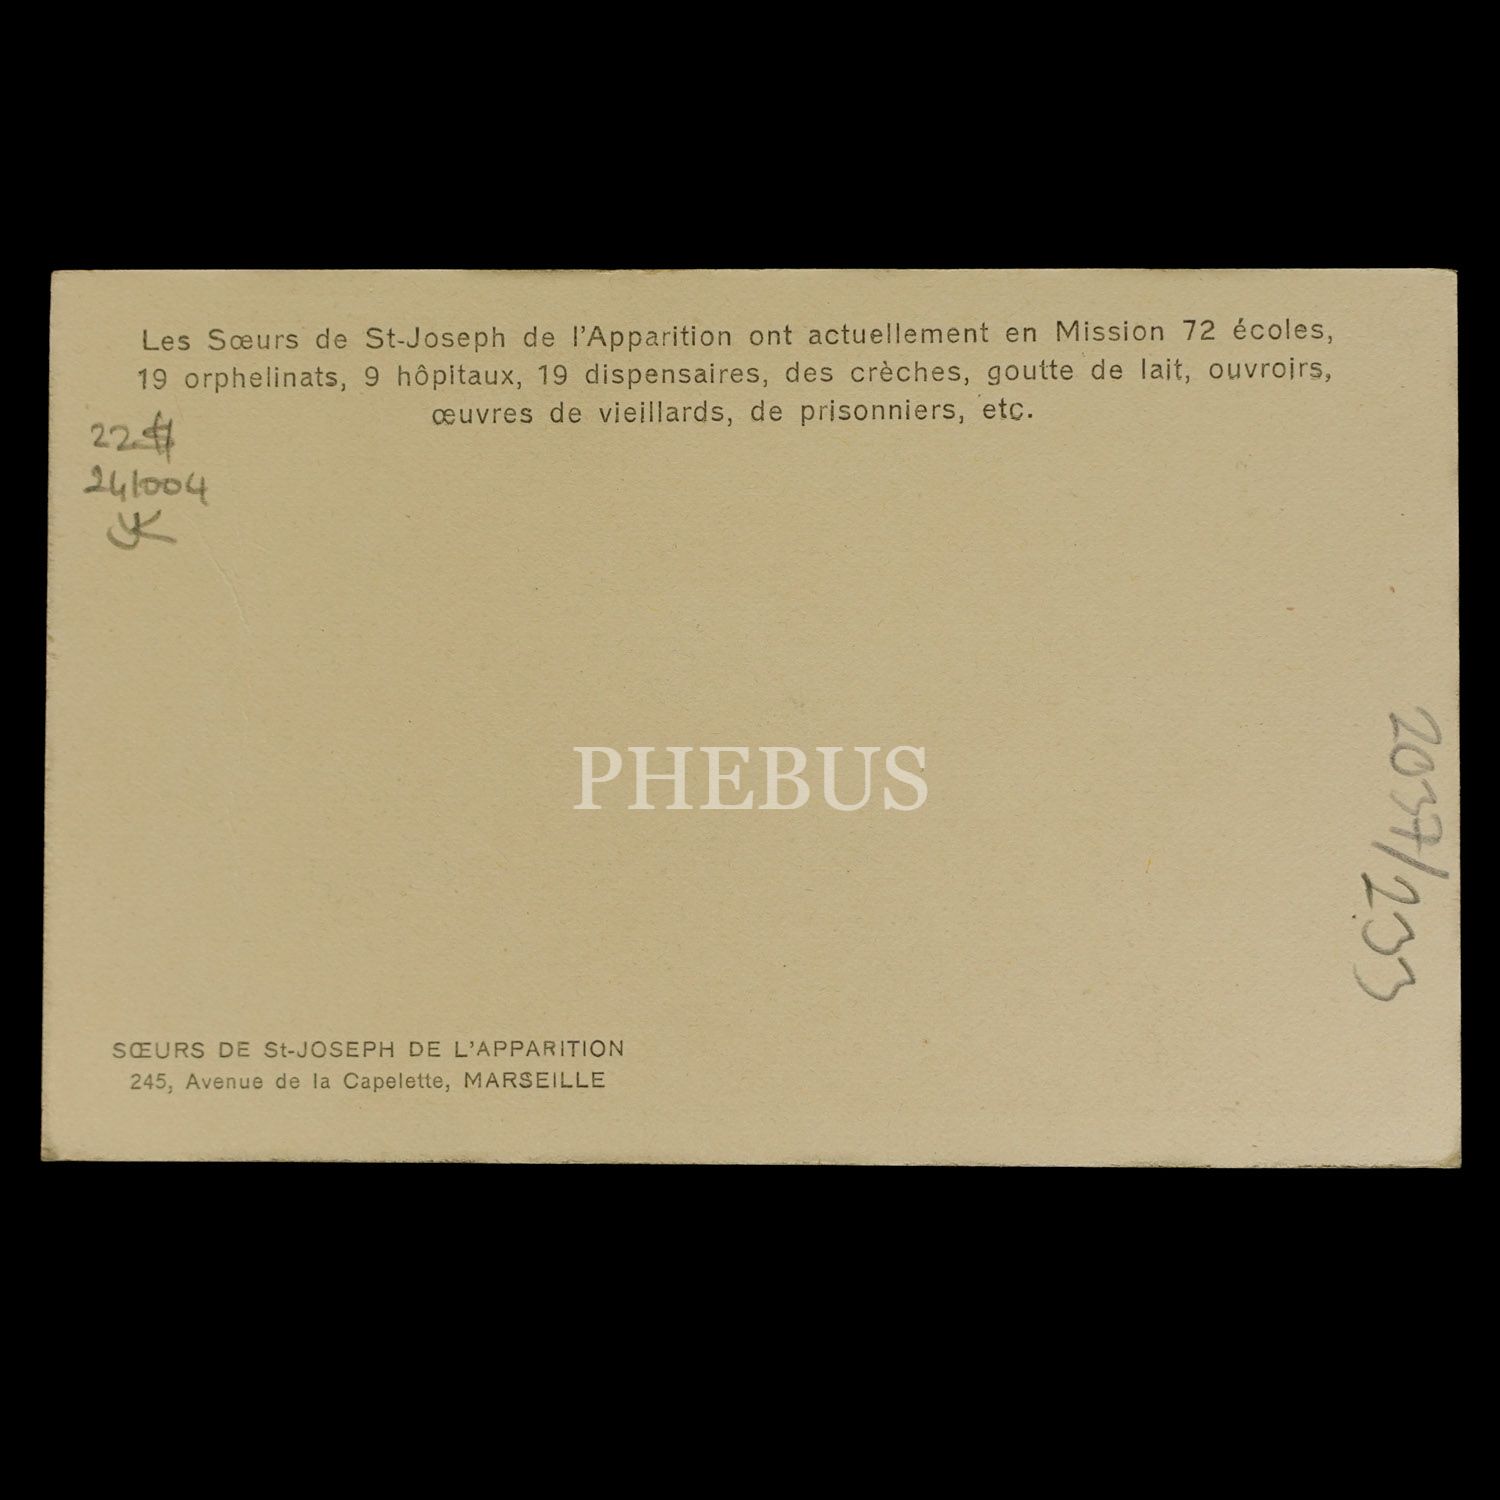 Les Sœurs de St-Joseph de l'Apparition ont actuellement en Mission 72 écoles,
19 orphelinats, 9 hôpitaux, 19 dispensaires, des crèches, goutte de lait, ouvroirs,
œuvres de vieillards, de prisonniers, etc.
22$
241004
2037/233
PHEBUS
SŒURS DE St-JOSEPH DE L'APPARITION
245, Avenue de la Capelette, MARSEILLE